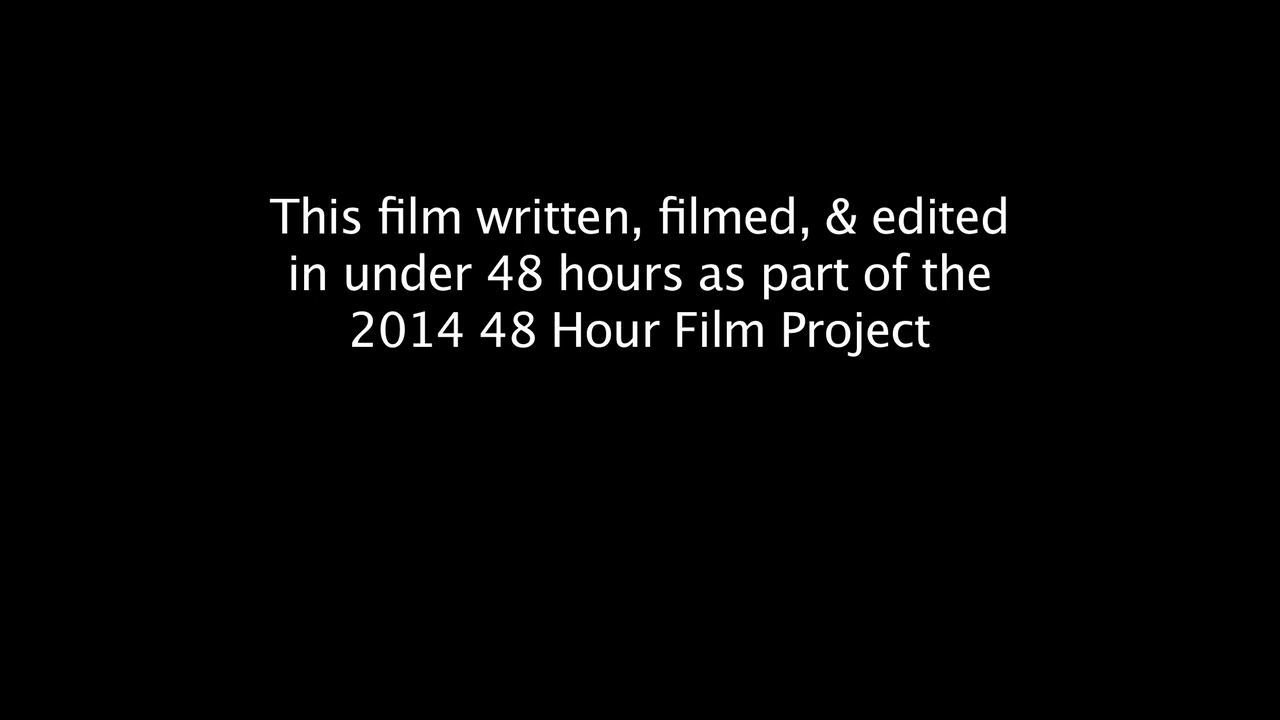 This film written, filmed, & edited
in under 48 hours as part of the
2014 48 Hour Film Project